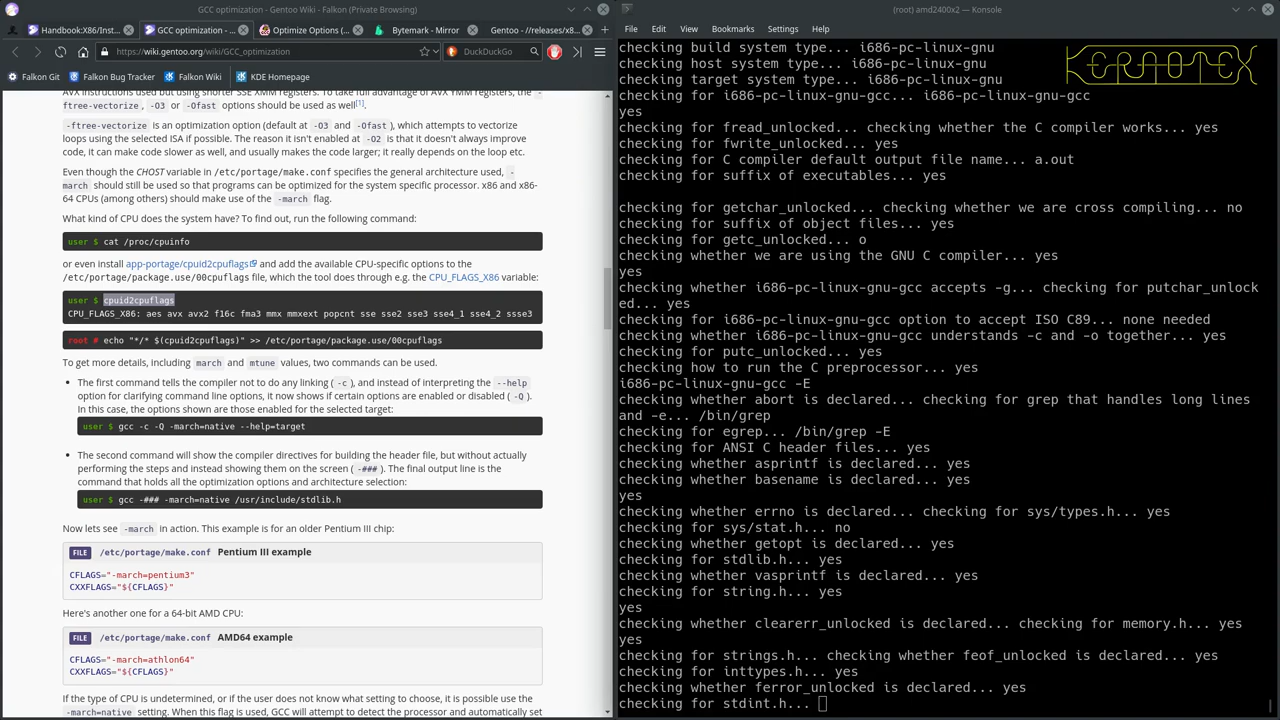 GCC optimization - Gentoo Wiki - Falkon (Private Browsing)
Handbook:X86/Inst...
GCC optimization - ...
Optimize Options (...
Bytemark - Mirror
Gentoo - //releases/x8...
https://wiki.gentoo.org/wiki/GCC_optimization
DuckDuckGo
Falkon Git
Falkon Bug Tracker
Falkon Wiki
KDE Homepage
AVX instructions used but using shorter SSE XMM registers. To take full advantage of AVX YMM registers, the -
ftree-vectorize, -O3 or -Ofast options should be used as well[1].
-ftree-vectorize is an optimization option (default at -O3 and -Ofast), which attempts to vectorize
loops using the selected ISA if possible. The reason it isn't enabled at -O2 is that it doesn't always improve
code, it can make code slower as well, and usually makes the code larger; it really depends on the loop etc.
Even though the CHOST variable in /etc/portage/make.conf specifies the general architecture used, -
march should still be used so that programs can be optimized for the system specific processor. x86 and x86-
64 CPUs (among others) should make use of the -march flag.
What kind of CPU does the system have? To find out, run the following command:
user $ cat /proc/cpuinfo
or even install app-portage/cpuid2cpuflags and add the available CPU-specific options to the
/etc/portage/package.use/00cpuflags file, which the tool does through e.g. the CPU_FLAGS_X86 variable:
user $ cpuid2cpuflags
CPU_FLAGS_X86: aes avx avx2 f16c fma3 mmx mmxext popcnt sse sse2 sse3 sse4_1 sse4_2 ssse3
root # echo "*/* $(cpuid2cpuflags)" >> /etc/portage/package.use/00cpuflags
To get more details, including march and mtune values, two commands can be used.
• The first command tells the compiler not to do any linking (-c), and instead of interpreting the --help
option for clarifying command line options, it now shows if certain options are enabled or disabled (-Q).
In this case, the options shown are those enabled for the selected target:
user $ gcc -c -Q -march=native --help=target
• The second command will show the compiler directives for building the header file, but without actually
performing the steps and instead showing them on the screen (-###). The final output line is the
command that holds all the optimization options and architecture selection:
user $ gcc -### -march=native /usr/include/stdlib.h
Now lets see -march in action. This example is for an older Pentium III chip:
FILE /etc/portage/make.conf Pentium III example
CFLAGS="-march=pentium3"
CXXFLAGS="${CFLAGS}"
Here's another one for a 64-bit AMD CPU:
FILE /etc/portage/make.conf AMD64 example
CFLAGS="-march=athlon64"
CXXFLAGS="${CFLAGS}"
If the type of CPU is undetermined, or if the user does not know what setting to choose, it is possible use the
-march=native setting. When this flag is used, GCC will attempt to detect the processor and automatically set
(root) amd2400x2 — Konsole
File Edit View Bookmarks Settings Help
KERAOTEX
checking build system type... i686-pc-linux-gnu
checking host system type... i686-pc-linux-gnu
checking target system type... i686-pc-linux-gnu
checking for i686-pc-linux-gnu-gcc... i686-pc-linux-gnu-gcc
yes
checking for fread_unlocked... checking whether the C compiler works... yes
checking for fwrite_unlocked... yes
checking for C compiler default output file name... a.out
checking for suffix of executables... yes
checking for getchar_unlocked... checking whether we are cross compiling... no
checking for suffix of object files... yes
checking for getc_unlocked... o
checking whether we are using the GNU C compiler... yes
yes
checking whether i686-pc-linux-gnu-gcc accepts -g... checking for putchar_unlock
ed... yes
checking for i686-pc-linux-gnu-gcc option to accept ISO C89... none needed
checking whether i686-pc-linux-gnu-gcc understands -c and -o together... yes
checking for putc_unlocked... yes
checking how to run the C preprocessor... yes
i686-pc-linux-gnu-gcc -E
checking whether abort is declared... checking for grep that handles long lines
and -e... /bin/grep
checking for egrep... /bin/grep -E
checking for ANSI C header files... yes
checking whether asprintf is declared... yes
checking whether basename is declared... yes
yes
checking whether errno is declared... checking for sys/types.h... yes
checking for sys/stat.h... no
checking whether getopt is declared... yes
checking for stdlib.h... yes
checking whether vasprintf is declared... yes
checking for string.h... yes
yes
checking whether clearerr_unlocked is declared... checking for memory.h... yes
yes
checking for strings.h... checking whether feof_unlocked is declared... yes
checking for inttypes.h... yes
checking whether ferror_unlocked is declared... yes
checking for stdint.h...